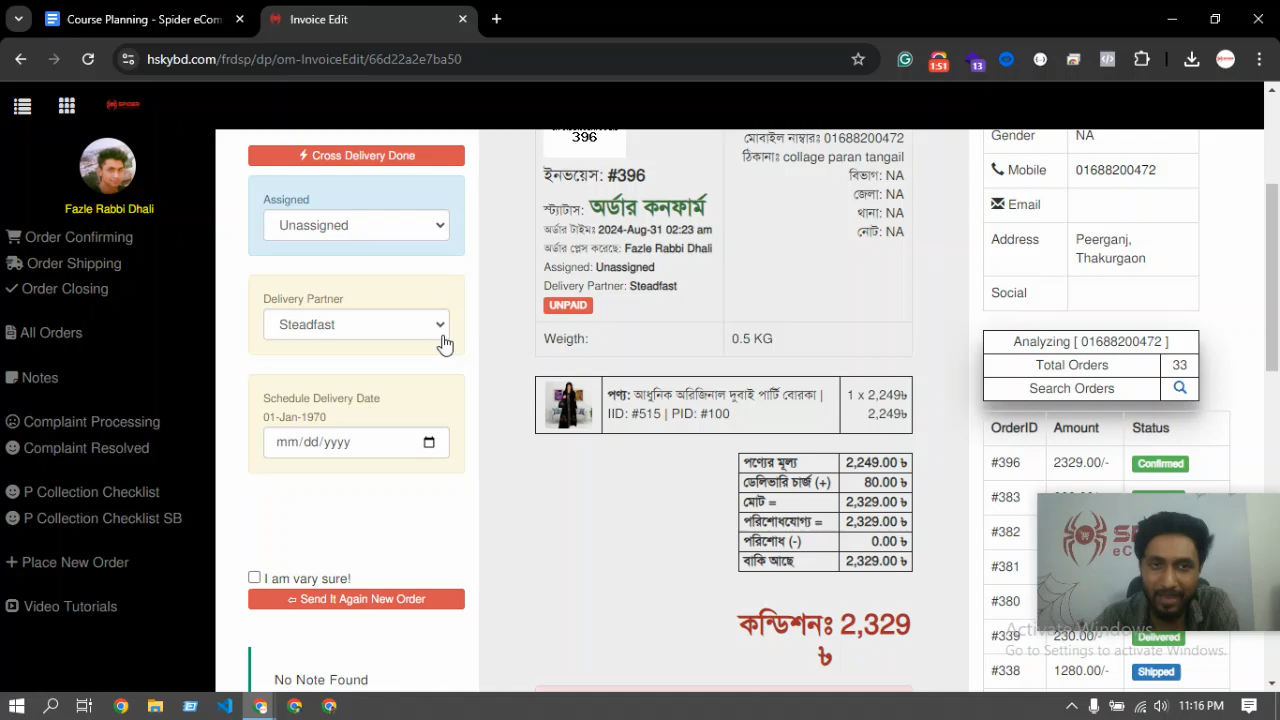 Course Planning - Spider eCom
Invoice Edit
hskybd.com/frdsp/dp/om-InvoiceEdit/66d22a2e7ba50
1:51
13
SPIDER
Fazle Rabbi Dhali
Order Confirming
Order Shipping
Order Closing
All Orders
Notes
Complaint Processing
Complaint Resolved
P Collection Checklist
P Collection Checklist SB
Place New Order
Video Tutorials
Cross Delivery Done
Assigned
Unassigned
Delivery Partner
Steadfast
Schedule Delivery Date
01-Jan-1970
mm/dd/yyyy
I am vary sure!
Send It Again New Order
No Note Found
396
ইনভয়েস: #396
স্ট্যাটাস: অর্ডার কনফার্ম
অর্ডার টাইমঃ 2024-Aug-31 02:23 am
অর্ডার প্লেস করেছে: Fazle Rabbi Dhali
Assigned: Unassigned
Delivery Partner: Steadfast
UNPAID
মোবাইল নাম্বারঃ 01688200472
ঠিকানাঃ collage paran tangail
বিভাগ: NA
জেলা: NA
থানা: NA
নোট: NA
Weigth: 0.5 KG
পণ্য: আধুনিক অরিজিনাল দুবাই পার্টি বোরকা | 1 x 2,249৳
IID: #515 | PID: #100 2,249৳
পণ্যের মূল্য 2,249.00 ৳
ডেলিভারি চার্জ (+) 80.00 ৳
মোট = 2,329.00 ৳
পরিশোধযোগ্য = 2,329.00 ৳
পরিশোধ (-) 0.00 ৳
বাকি আছে 2,329.00 ৳
কন্ডিশনঃ 2,329
৳
Gender NA
Mobile 01688200472
Email
Address Peerganj,
Thakurgaon
Social
Analyzing [ 01688200472 ]
Total Orders 33
Search Orders
OrderID Amount Status
#396 2329.00/- Confirmed
#383
#382
#381
#380
#339 230.00/- Delivered
#338 1280.00/- Shipped
Activate Windows
Go to Settings to activate Windows.
11:16 PM